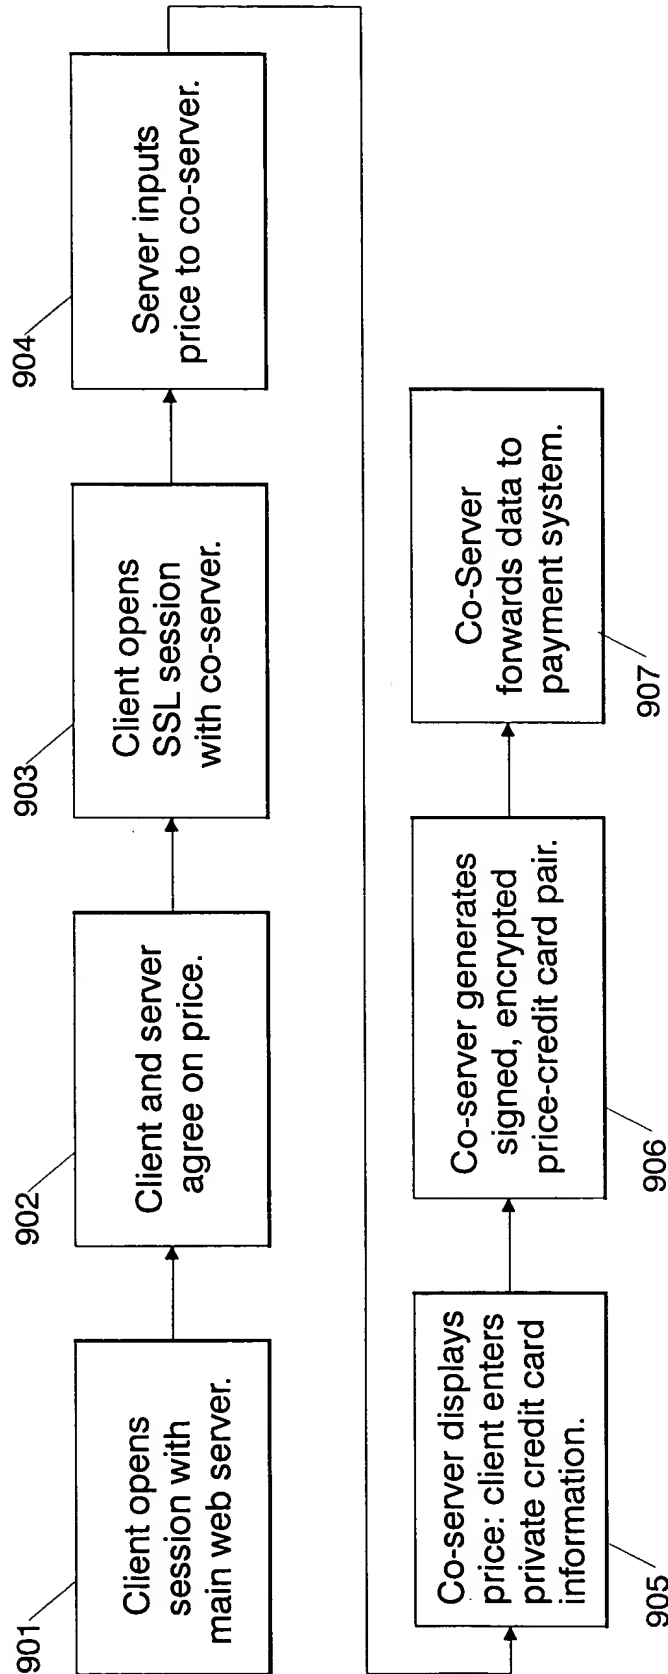 901
Client opens
session with
main web server.
902
Client and server
agree on price.
903
Client opens
SSL session
with co-server.
904
Server inputs
price to co-server.
Co-server displays
price: client enters
private credit card
information.
905
Co-server generates
signed, encrypted
price-credit card pair.
906
Co-Server
forwards data to
payment system.
907